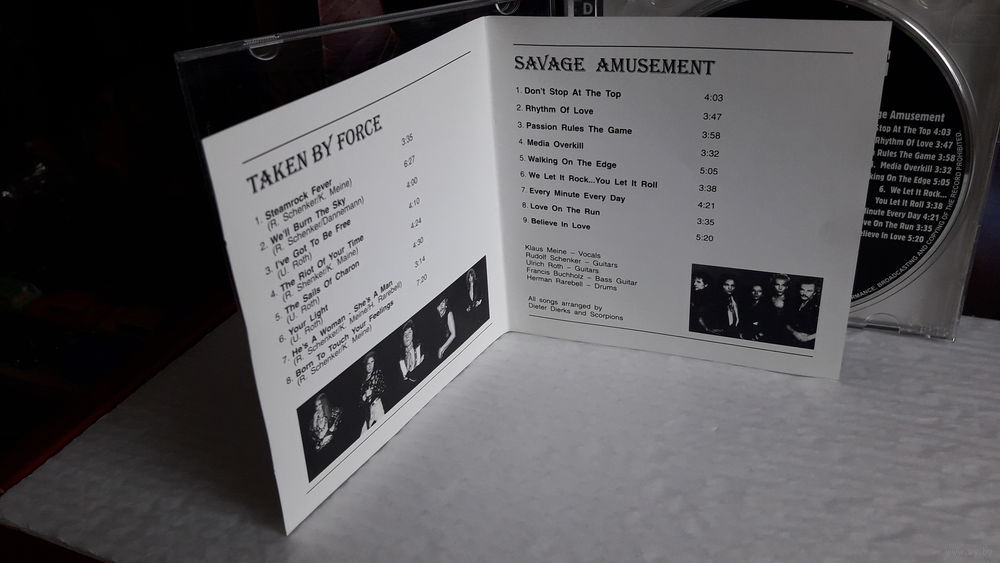 TAKEN BY FORCE
1. Steamrock Fever 3:35
(R. Schenker/K. Meine)
2. We'll Burn The Sky 6:27
(R. Schenker/Dannemann)
3. I've Got To Be Free 4:00
(U. Roth)
4. The Riot Of Your Time 4:10
(R. Schenker/K. Meine)
5. The Sails Of Charon 4:24
(U. Roth)
6. Your Light 4:30
(U. Roth)
7. He's A Woman - She's A Man 3:14
(R. Schenker/K. Meine/H. Rarebell)
8. Born To Touch Your Feelings 7:20
(R. Schenker/K. Meine)
SAVAGE AMUSEMENT
1. Don't Stop At The Top 4:03
2. Rhythm Of Love 3:47
3. Passion Rules The Game 3:58
4. Media Overkill 3:32
5. Walking On The Edge 5:05
6. We Let It Rock...You Let It Roll 3:38
7. Every Minute Every Day 4:21
8. Love On The Run 3:35
9. Believe In Love 5:20
Klaus Meine – Vocals
Rudolf Schenker – Guitars
Ulrich Roth – Guitars
Francis Buchholz – Bass Guitar
Herman Rarebell – Drums
All songs arranged by
Dieter Dierks and Scorpions
D
ge Amusement
Stop At The Top 4:03
Rhythm Of Love 3:47
Rules The Game 3:58
4. Media Overkill 3:32
king On The Edge 5:05
6. We Let It Rock...
You Let It Roll 3:38
Minute Every Day 4:21
ve On The Run 3:35
elieve In Love 5:20
RMANCE, BROADCASTING AND COPYING OF THE RECORD PROHIBITED.